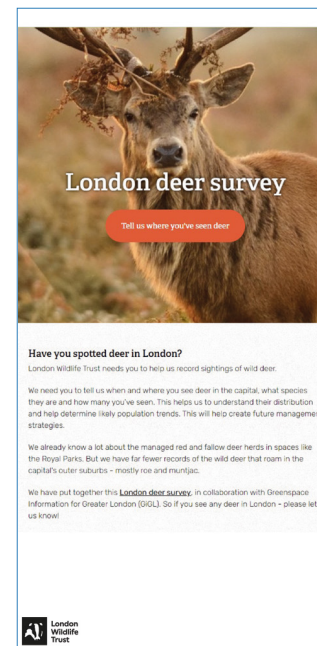 London deer survey
Tell us where you've seen deer
Have you spotted deer in London?
London Wildlife Trust needs you to help us record sightings of wild deer.
We need you to tell us when and where you see deer in the capital, what species
they are and how many you've seen. This helps us to understand their distribution
and help determine likely population trends. This will help create future manageme
strategies.
We already know a lot about the managed red and fallow deer herds in spaces like
the Royal Parks. But we have far fewer records of the wild deer that roam in the
capital's outer suburbs - mostly roe and muntjac.
We have put together this London deer survey, in collaboration with Greenspace
Information for Greater London (GiGL). So if you see any deer in London - please let
us know!
London
Wildlife
Trust